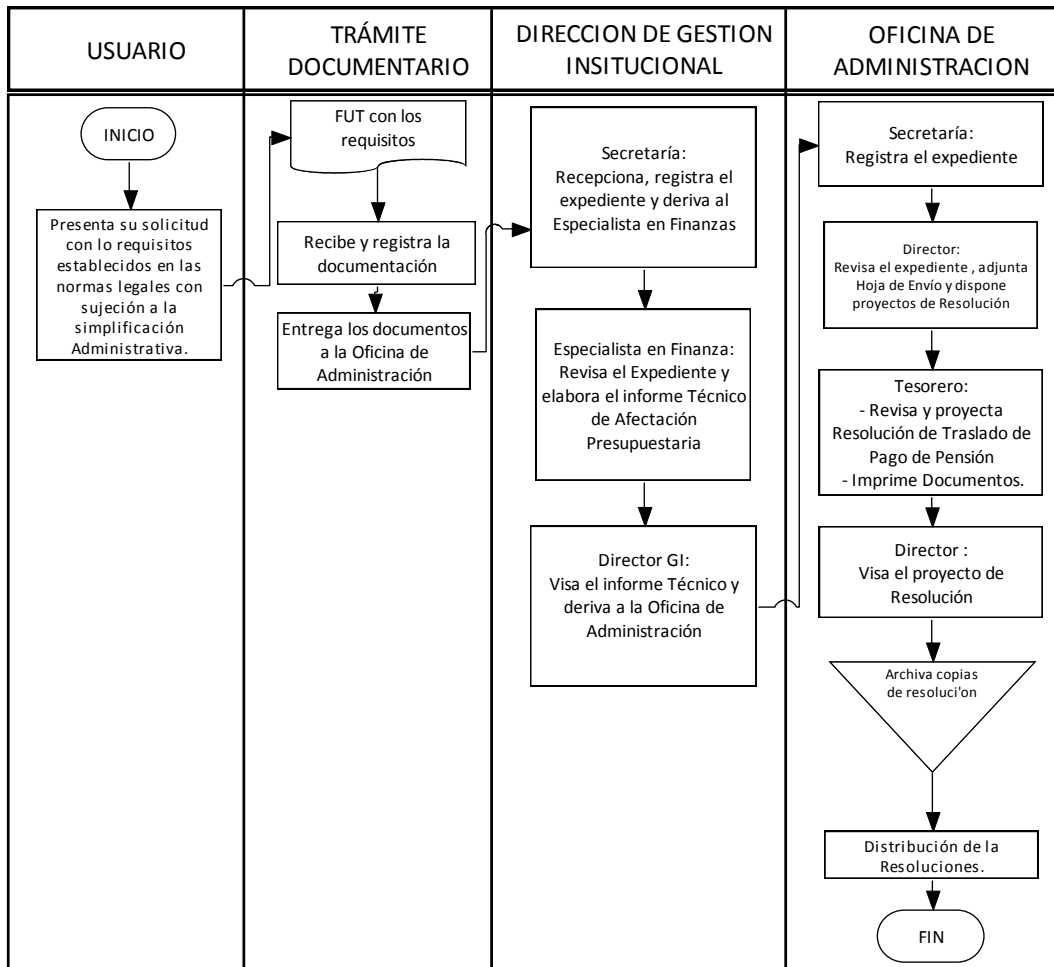 USUARIO
TRÁMITE
DOCUMENTARIO
DIRECCION DE GESTION
INSITUCIONAL
OFICINA DE
ADMINISTRACION
INICIO
Presenta su solicitud
con lo requisitos
establecidos en las
normas legales con
sujeción a la
simplificación
Administrativa.
FUT con los
requisitos
Recibe y registra la
documentación
Entrega los documentos
a la Oficina de
Administración
Secretaría:
Recepciona, registra el
expediente y deriva al
Especialista en Finanzas
Especialista en Finanza:
Revisa el Expediente y
elabora el informe Técnico
de Afectación
Presupuestaria
Director GI:
Visa el informe Técnico y
deriva a la Oficina de
Administración
Secretaría:
Registra el expediente
Director:
Revisa el expediente , adjunta
Hoja de Envío y dispone
proyectos de Resolución
Tesorero:
- Revisa y proyecta
Resolución de Traslado de
Pago de Pensión
- Imprime Documentos.
Director :
Visa el proyecto de
Resolución
Archiva copias
de resoluci'on
Distribución de la
Resoluciones.
FIN